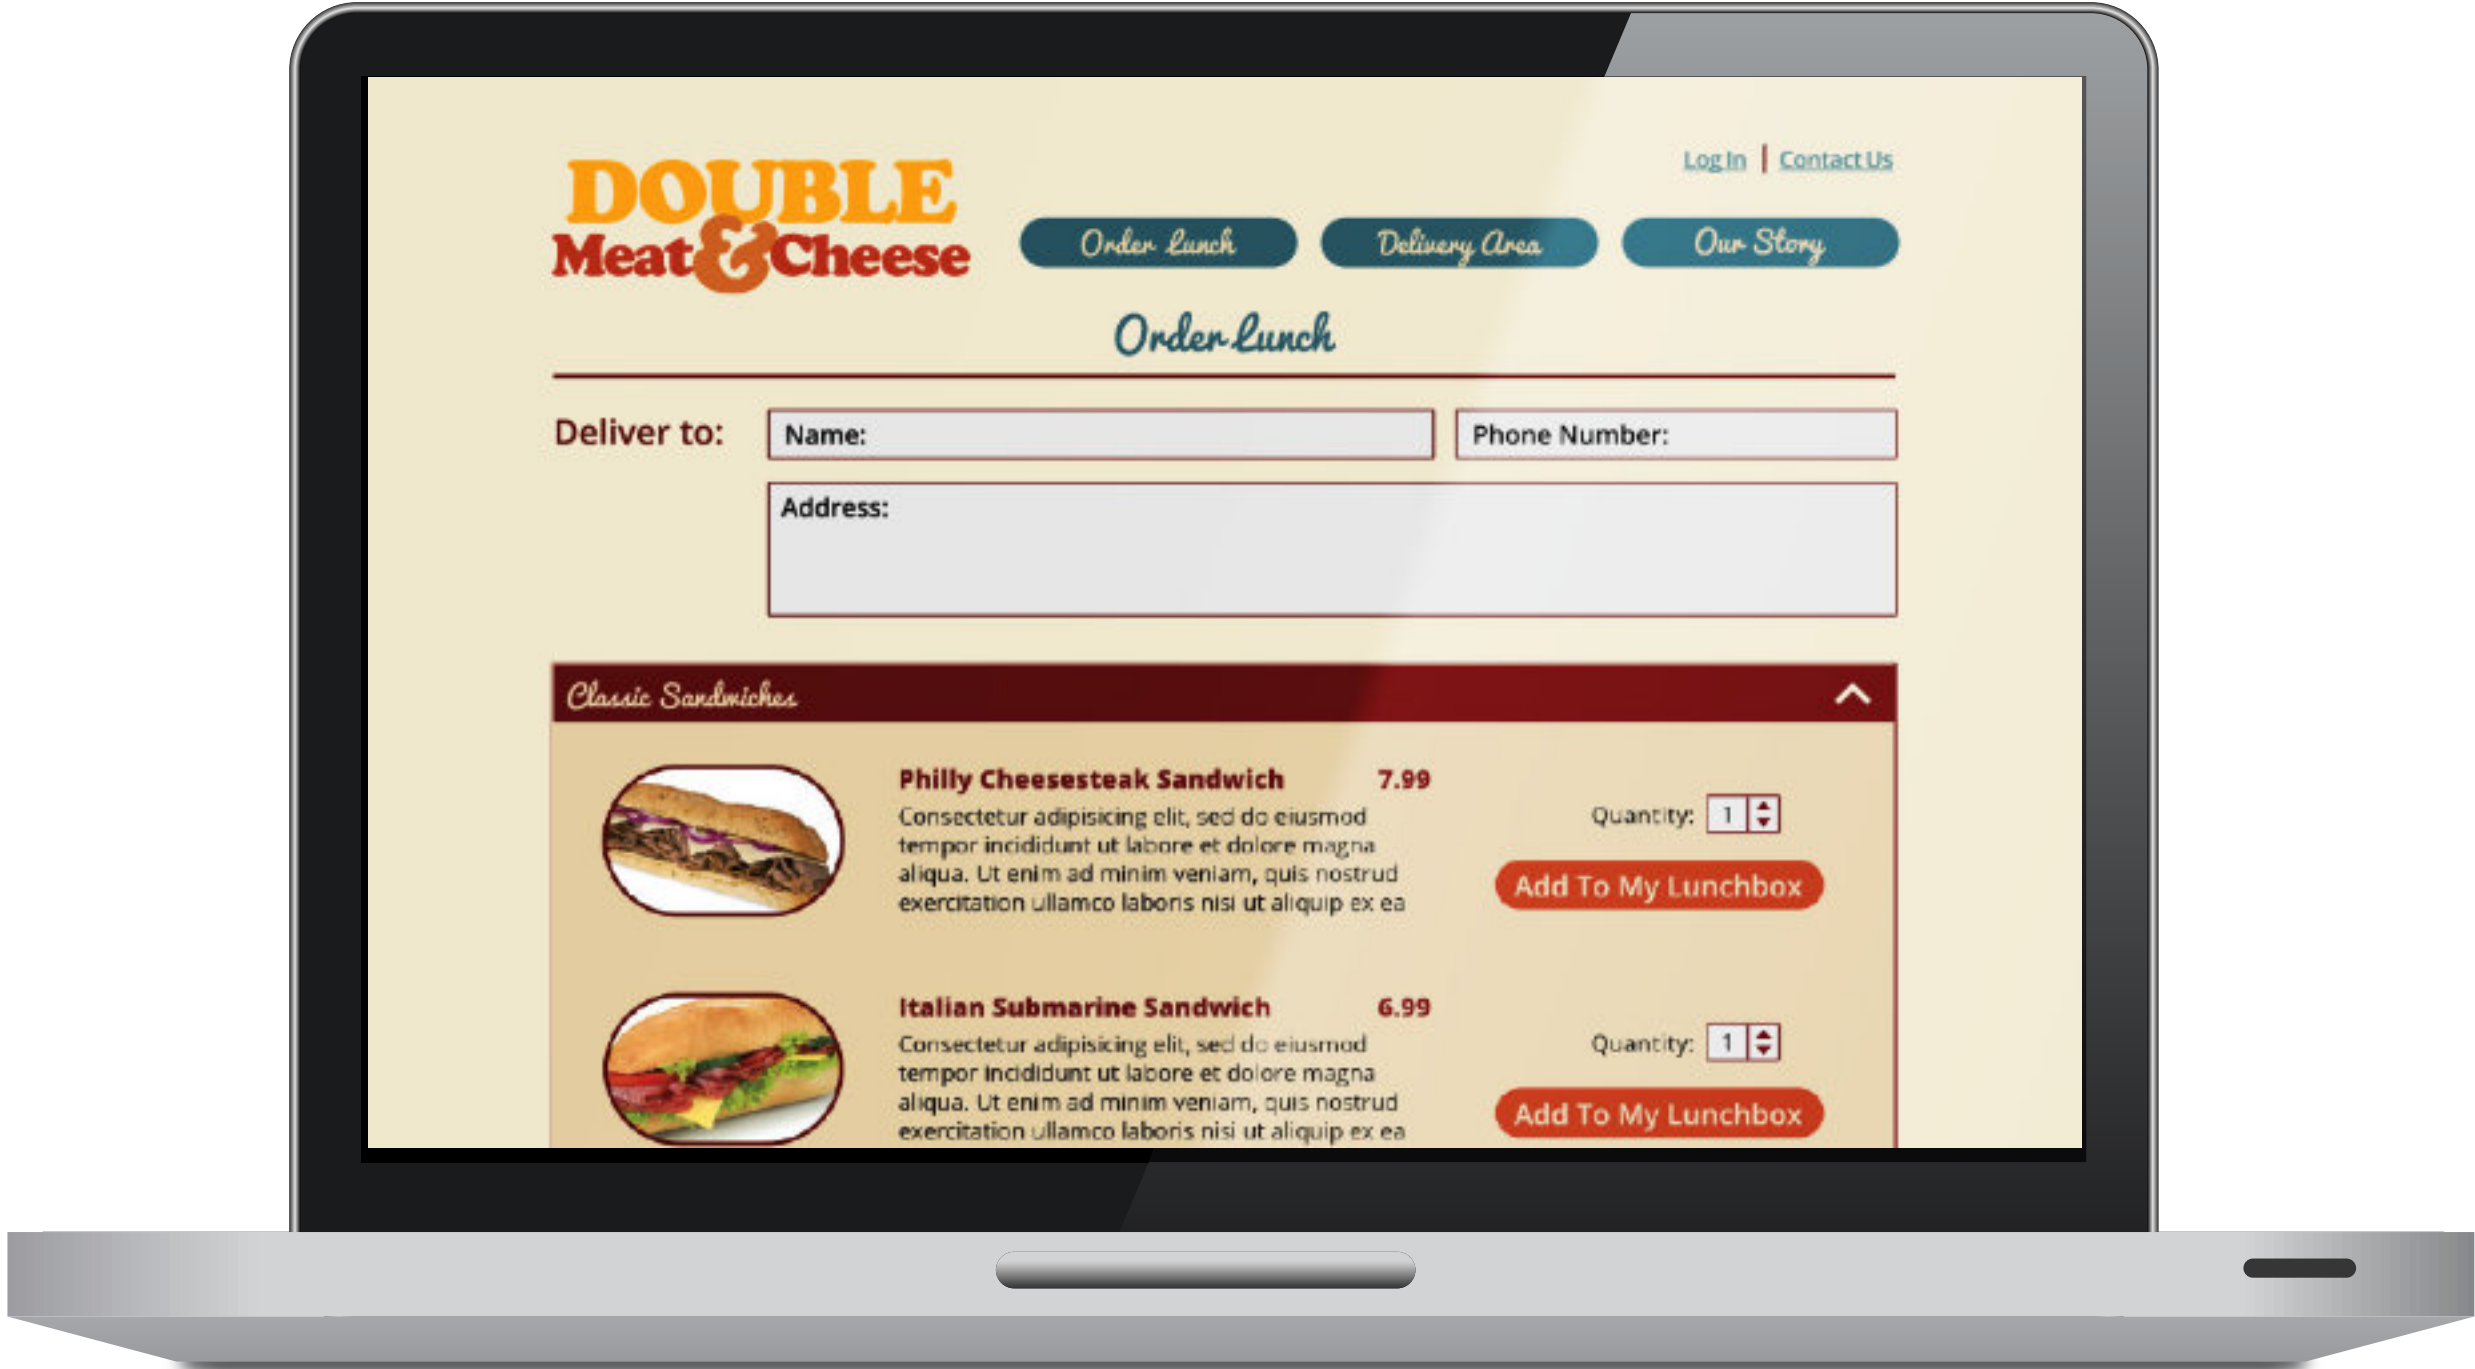 Log In | Contact Us
DOUBLE
Meat & Cheese
Order Lunch
Delivery Area
Our Story
Order Lunch
Deliver to:
Name:
Phone Number:
Address:
Classic Sandwiches
Philly Cheesesteak Sandwich 7.99
Consectetur adipisicing elit, sed do eiusmod
tempor incididunt ut labore et dolore magna
aliqua. Ut enim ad minim veniam, quis nostrud
exercitation ullamco laboris nisi ut aliquip ex ea
Quantity: 1
Add To My Lunchbox
Italian Submarine Sandwich 6.99
Consectetur adipisicing elit, sed do eiusmod
tempor incididunt ut labore et dolore magna
aliqua. Ut enim ad minim veniam, quis nostrud
exercitation ullamco laboris nisi ut aliquip ex ea
Quantity: 1
Add To My Lunchbox